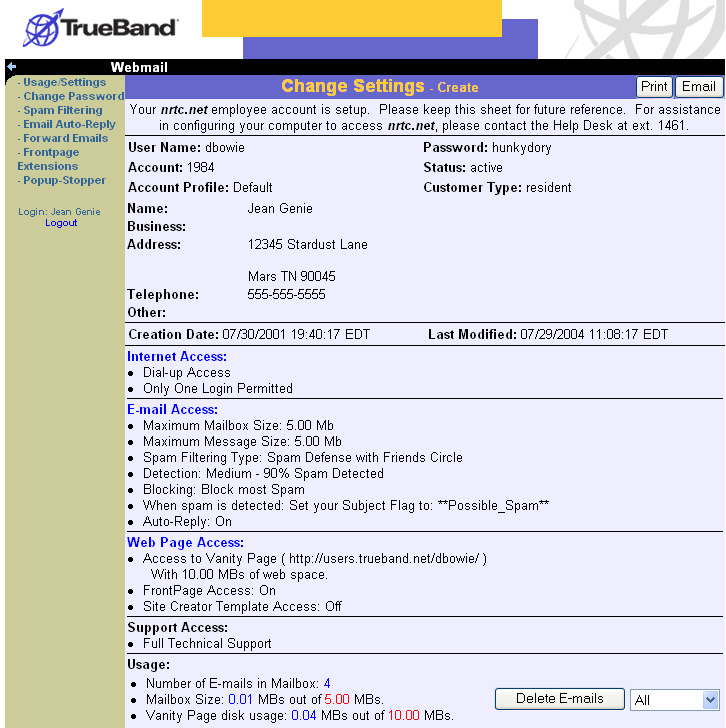 TrueBand
Webmail
- Usage/Settings
- Change Password
- Spam Filtering
- Email Auto-Reply
- Forward Emails
- Frontpage
Extensions
- Popup-Stopper
Login: Jean Genie
Logout
Change Settings - Create
Print Email
Your nrtc.net employee account is setup. Please keep this sheet for future reference. For assistance
in configuring your computer to access nrtc.net, please contact the Help Desk at ext. 1461.
User Name: dbowie Password: hunkydory
Account: 1984 Status: active
Account Profile: Default Customer Type: resident
Name: Jean Genie
Business:
Address: 12345 Stardust Lane
Mars TN 90045
Telephone: 555-555-5555
Other:
Creation Date: 07/30/2001 19:40:17 EDT Last Modified: 07/29/2004 11:08:17 EDT
Internet Access:
• Dial-up Access
• Only One Login Permitted
E-mail Access:
• Maximum Mailbox Size: 5.00 Mb
• Maximum Message Size: 5.00 Mb
• Spam Filtering Type: Spam Defense with Friends Circle
• Detection: Medium - 90% Spam Detected
• Blocking: Block most Spam
• When spam is detected: Set your Subject Flag to: **Possible_Spam**
• Auto-Reply: On
Web Page Access:
• Access to Vanity Page ( http://users.trueband.net/dbowie/ )
With 10.00 MBs of web space.
• FrontPage Access: On
• Site Creator Template Access: Off
Support Access:
• Full Technical Support
Usage:
• Number of E-mails in Mailbox: 4
• Mailbox Size: 0.01 MBs out of 5.00 MBs.
• Vanity Page disk usage: 0.04 MBs out of 10.00 MBs.
Delete E-mails All